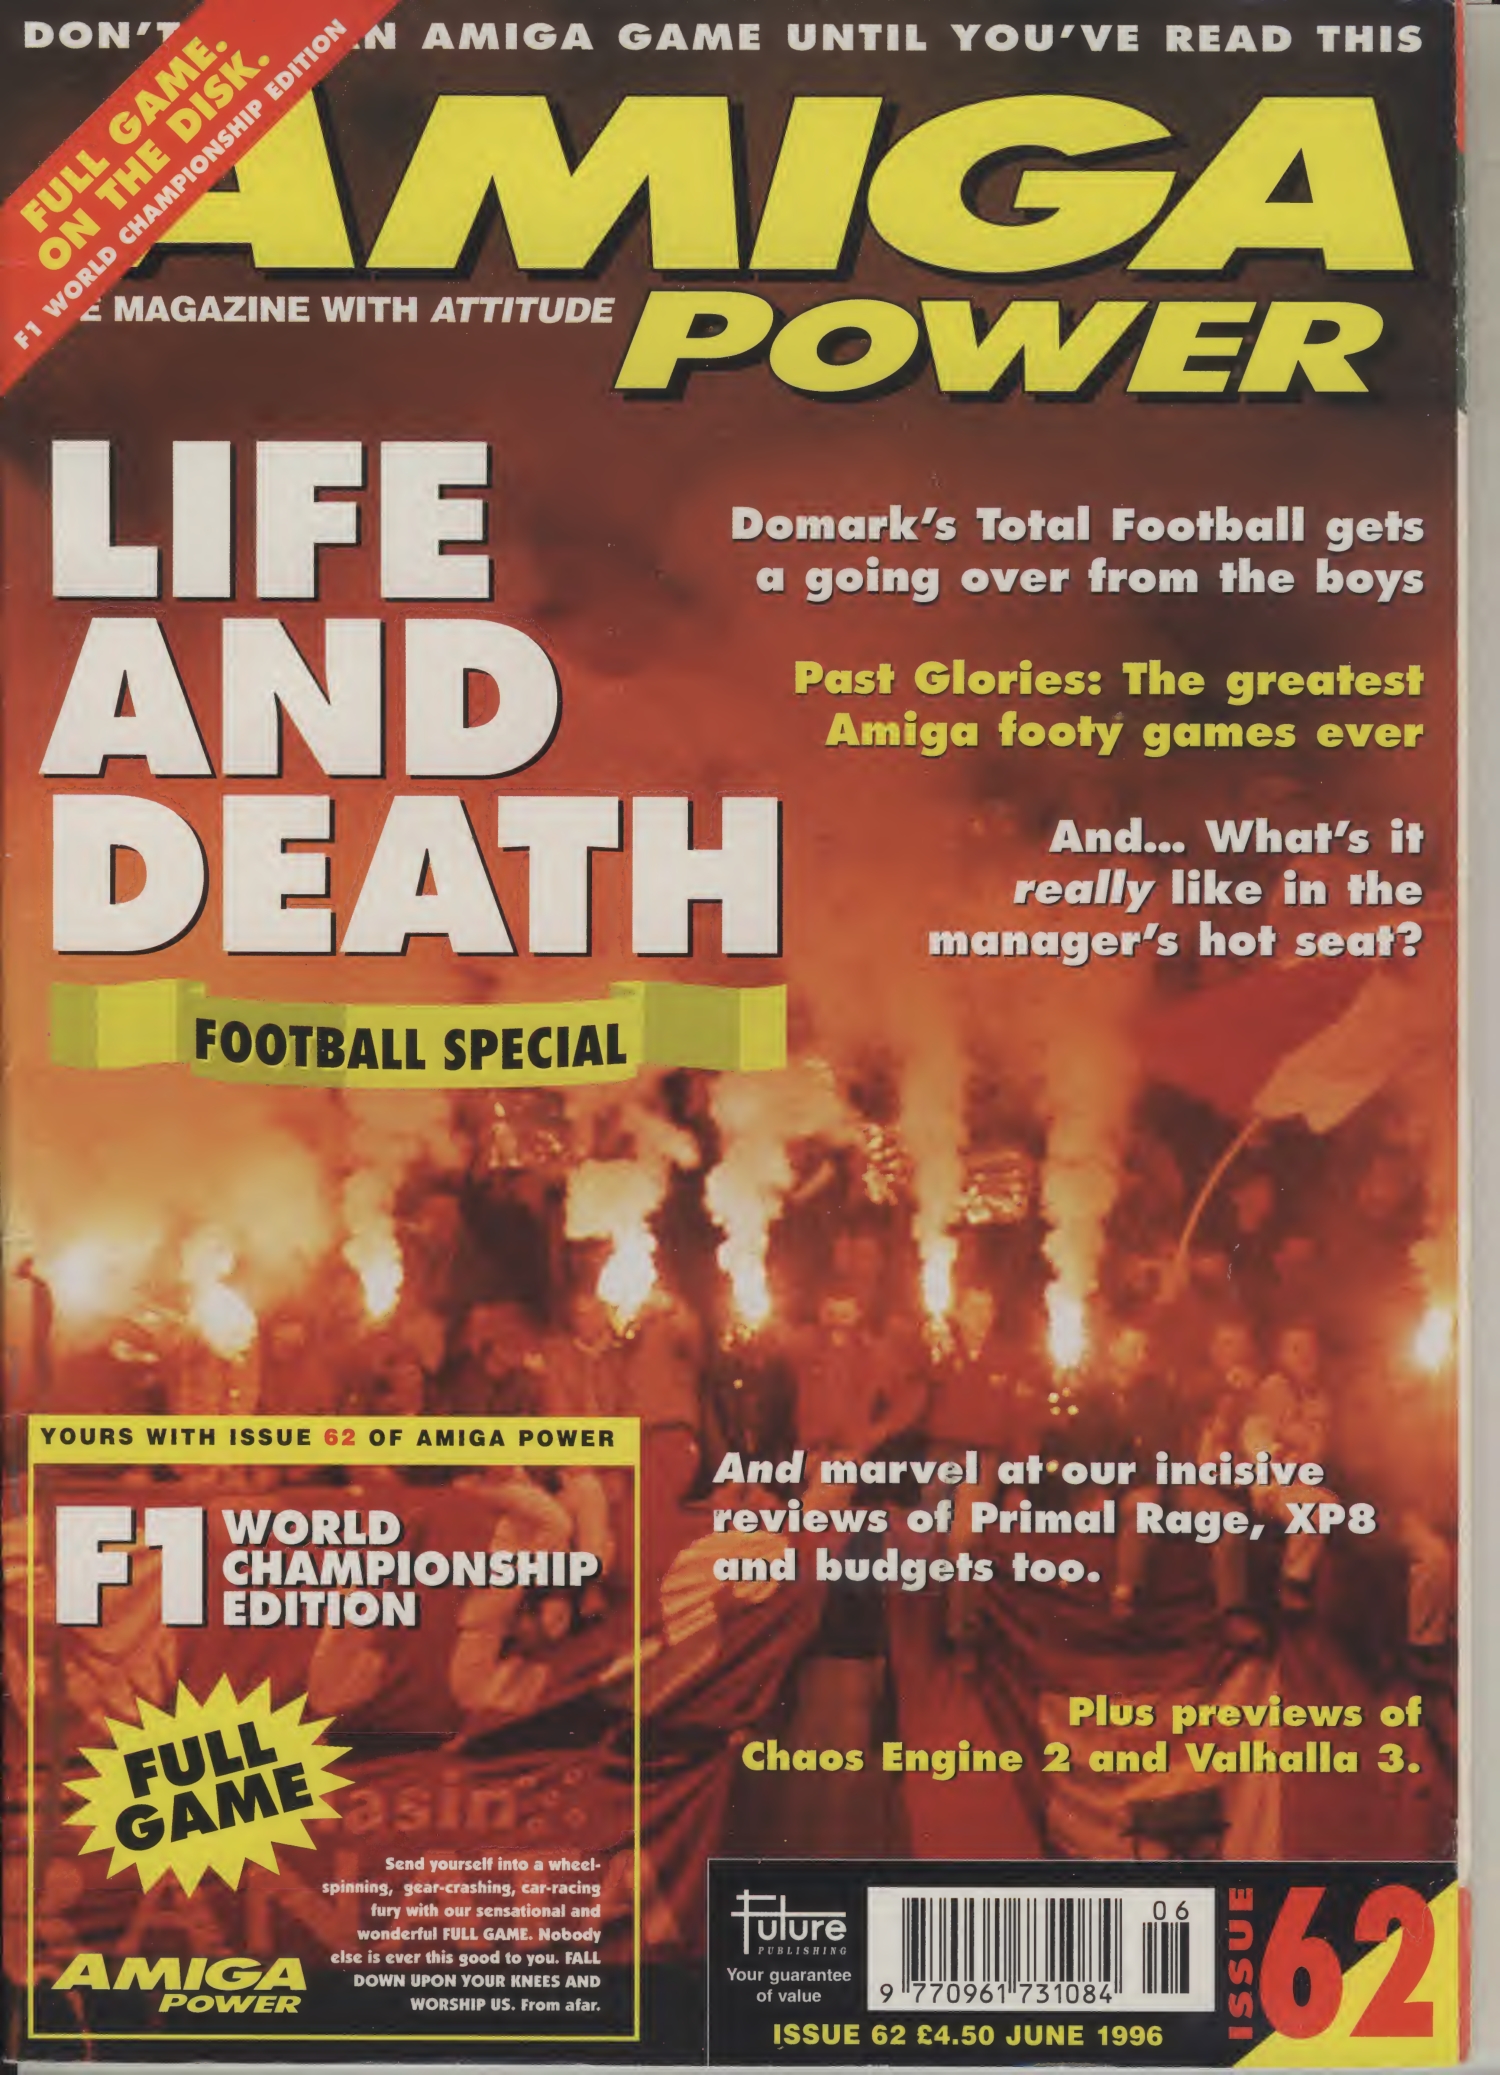 DON'T N AMIGA GAME UNTIL YOU'VE READ THIS
FULL GAME.
ON THE DISK.
F1 WORLD CHAMPIONSHIP EDITION
AMIGA
E MAGAZINE WITH ATTITUDE
POWER
LIFE
AND
DEATH
FOOTBALL SPECIAL
Domark's Total Football gets
a going over from the boys
Past Glories: The greatest
Amiga footy games ever
And... What's it
really like in the
manager's hot seat?
YOURS WITH ISSUE 62 OF AMIGA POWER
F1 WORLD
CHAMPIONSHIP
EDITION
FULL
GAME
Send yourself into a wheel-
spinning, gear-crashing, car-racing
fury with our sensational and
wonderful FULL GAME. Nobody
else is ever this good to you. FALL
DOWN UPON YOUR KNEES AND
WORSHIP US. From afar.
AMIGA
POWER
And marvel at our incisive
reviews of Primal Rage, XP8
and budgets too.
Plus previews of
Chaos Engine 2 and Valhalla 3.
Future
PUBLISHING
Your guarantee
of value
06
9 770961 731084
ISSUE 62 £4.50 JUNE 1996
ISSUE 62